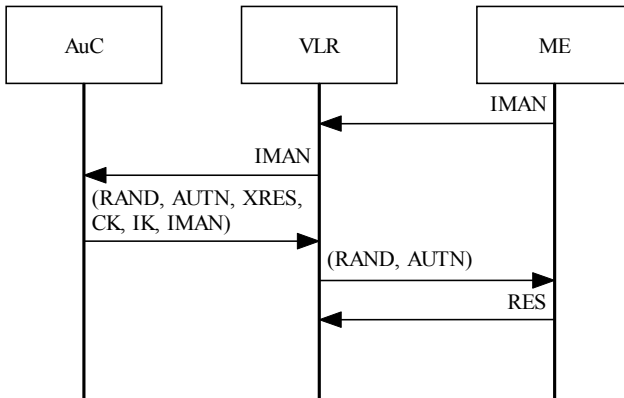 AuC
VLR
ME
IMAN
IMAN
(RAND, AUTN, XRES,
CK, IK, IMAN)
(RAND, AUTN)
RES